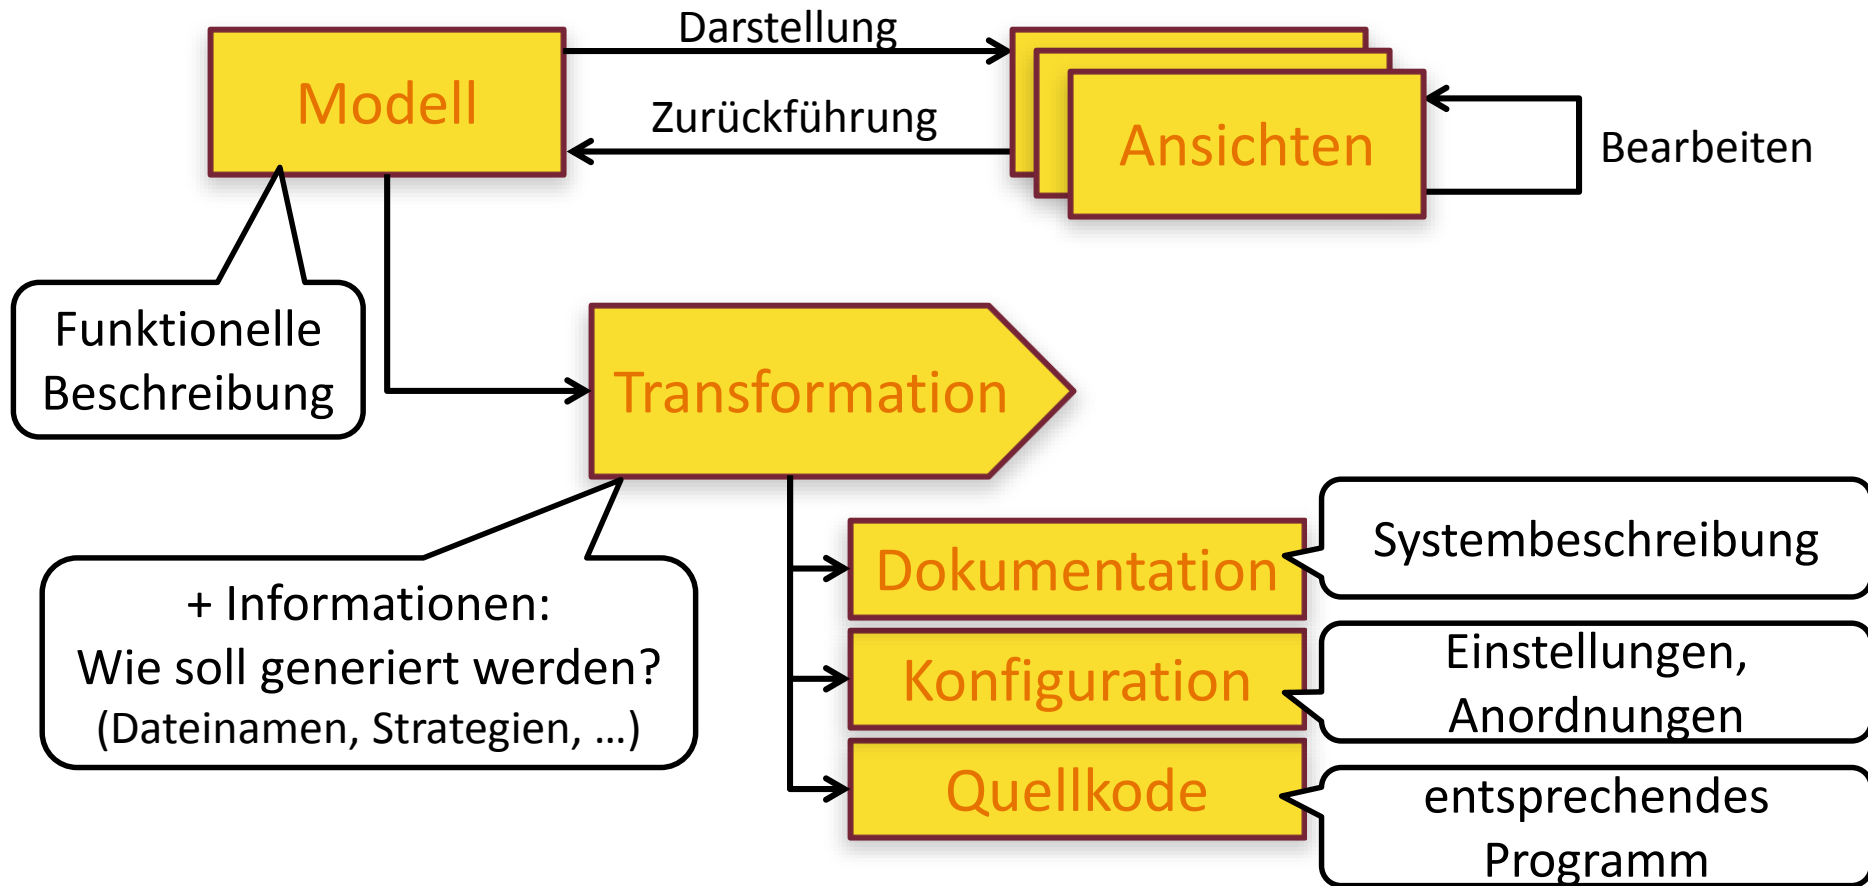 Darstellung
Modell
Zurückführung
Ansichten
Bearbeiten
Funktionelle
Beschreibung
Transformation
+ Informationen:
Wie soll generiert werden?
(Dateinamen, Strategien, ...)
Dokumentation
Systembeschreibung
Konfiguration
Einstellungen,
Anordnungen
Quellkode
entsprechendes
Programm